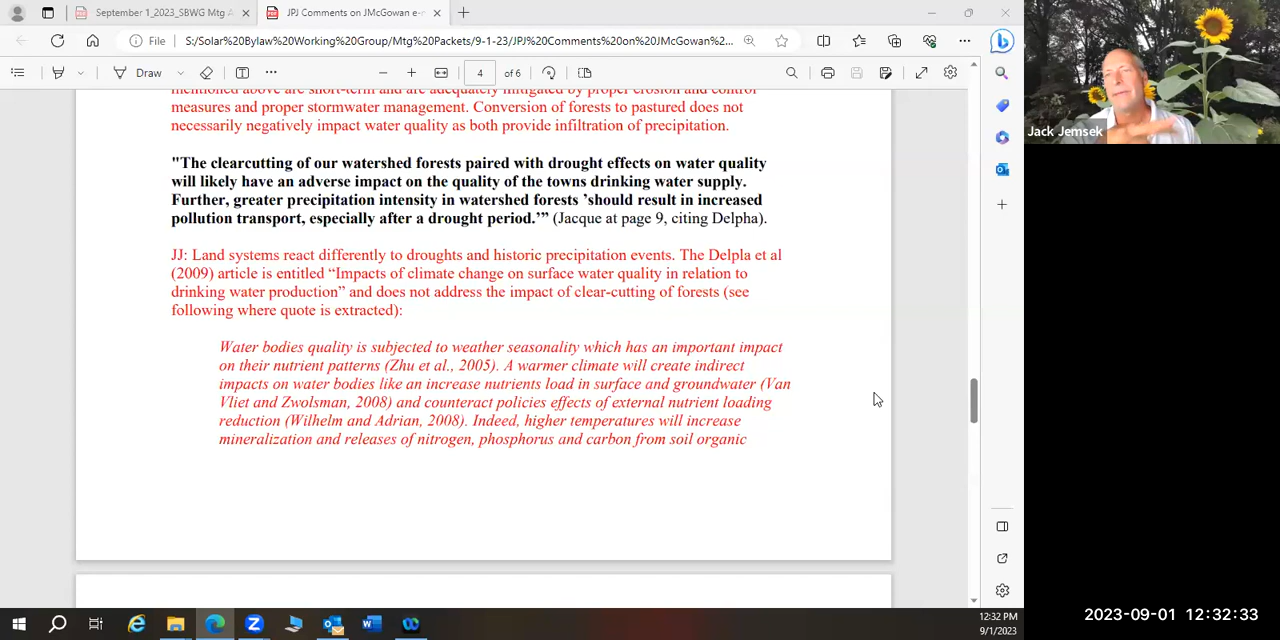 September 1_2023_SBWG Mtg A
JPJ Comments on JMcGowan e-r
File
S:/Solar%20Bylaw%20Working%20Group/Mtg%20Packets/9-1-23/JPJ%20Comments%20on%20JMcGowan%2...
Draw
4 of 6
mentioned above are short-term and are adequately mitigated by proper erosion and control
measures and proper stormwater management. Conversion of forests to pastured does not
necessarily negatively impact water quality as both provide infiltration of precipitation.
"The clearcutting of our watershed forests paired with drought effects on water quality
will likely have an adverse impact on the quality of the towns drinking water supply.
Further, greater precipitation intensity in watershed forests ’should result in increased
pollution transport, especially after a drought period.’” (Jacque at page 9, citing Delpha).
JJ: Land systems react differently to droughts and historic precipitation events. The Delpla et al
(2009) article is entitled “Impacts of climate change on surface water quality in relation to
drinking water production” and does not address the impact of clear-cutting of forests (see
following where quote is extracted):
Water bodies quality is subjected to weather seasonality which has an important impact
on their nutrient patterns (Zhu et al., 2005). A warmer climate will create indirect
impacts on water bodies like an increase nutrients load in surface and groundwater (Van
Vliet and Zwolsman, 2008) and counteract policies effects of external nutrient loading
reduction (Wilhelm and Adrian, 2008). Indeed, higher temperatures will increase
mineralization and releases of nitrogen, phosphorus and carbon from soil organic
Jack Jemsek
12:32 PM
9/1/2023
2023-09-01 12:32:33